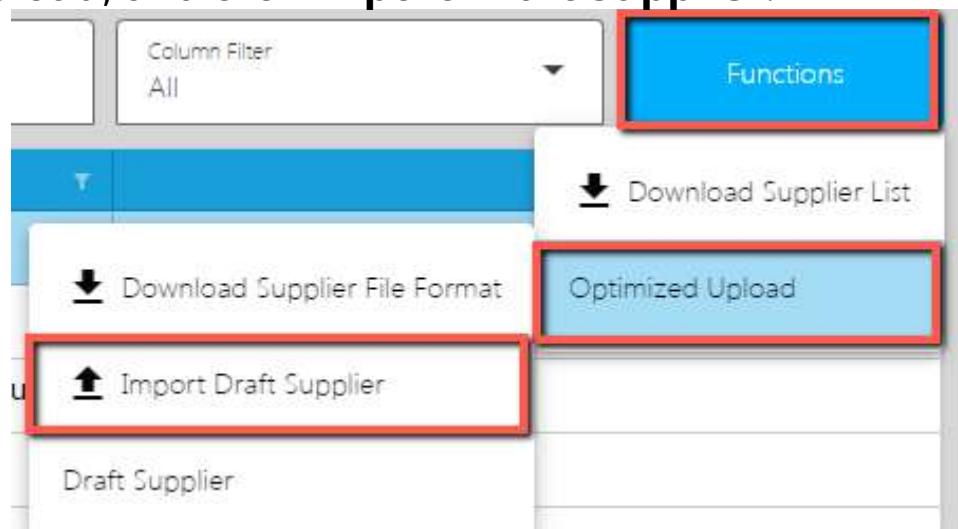 Column Filter
All
Functions
Download Supplier List
Optimized Upload
Download Supplier File Format
Import Draft Supplier
Draft Supplier